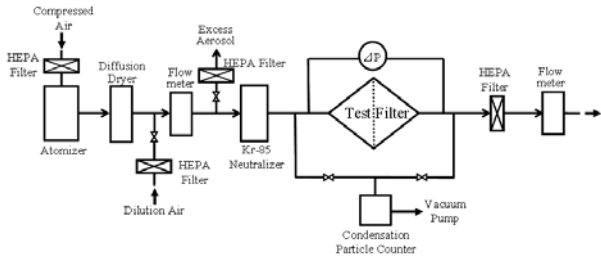 Compressed
Air
HEPA
Filter
Atomizer
Diffusion
Dryer
HEPA
Filter
Dilution Air
Flow
meter
Excess
Aerosol
HEPA Filter
Kr-85
Neutralizer
ΔP
Test Filter
Condensation
Particle Counter
Vacuum
Pump
HEPA
Filter
Flow
meter